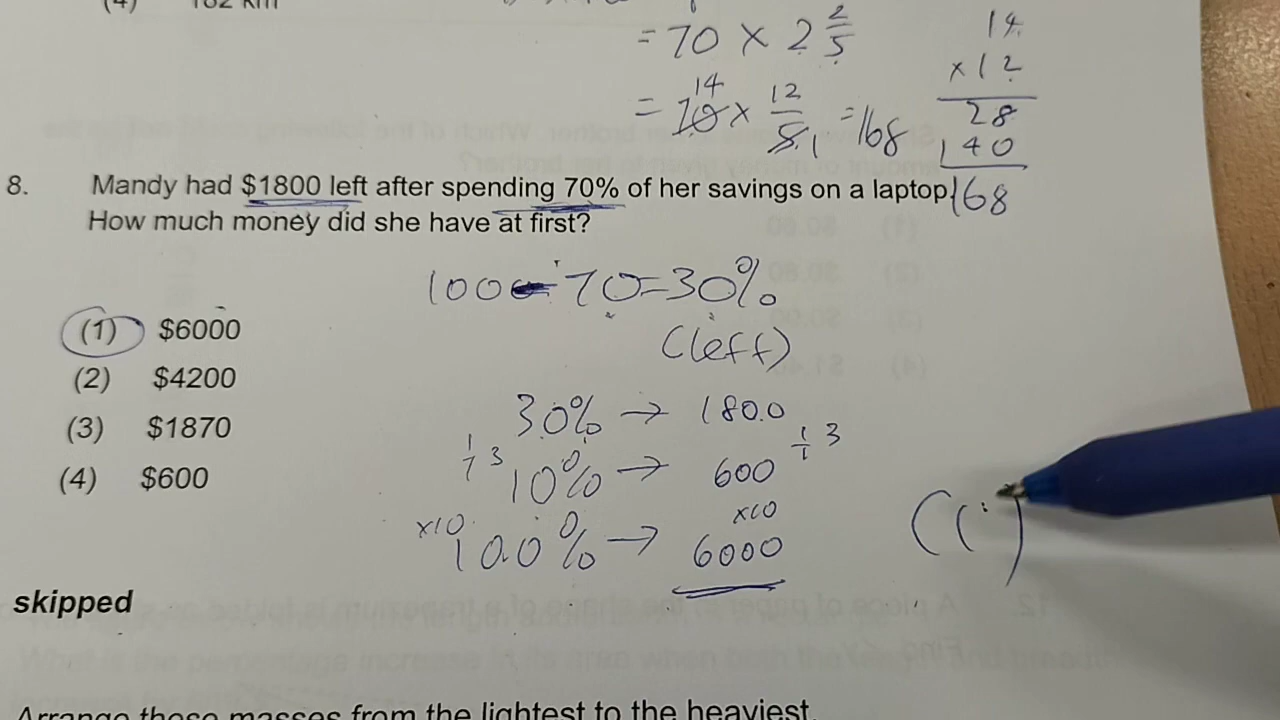 = 70 × 2 2/5
= 70 × 12/5 = 168
14
1
14
× 12
28
140
168
8. Mandy had $1800 left after spending 70% of her savings on a laptop
How much money did she have at first?
100 - 70 = 30%
(left)
(1) $6000
(2) $4200
(3) $1870
(4) $600
30% → 1800
÷ 3 ÷ 3
10% → 600
×10 ×10
100% → 6000
(1)
skipped
Arrange these masses from the lightest to the heaviest.